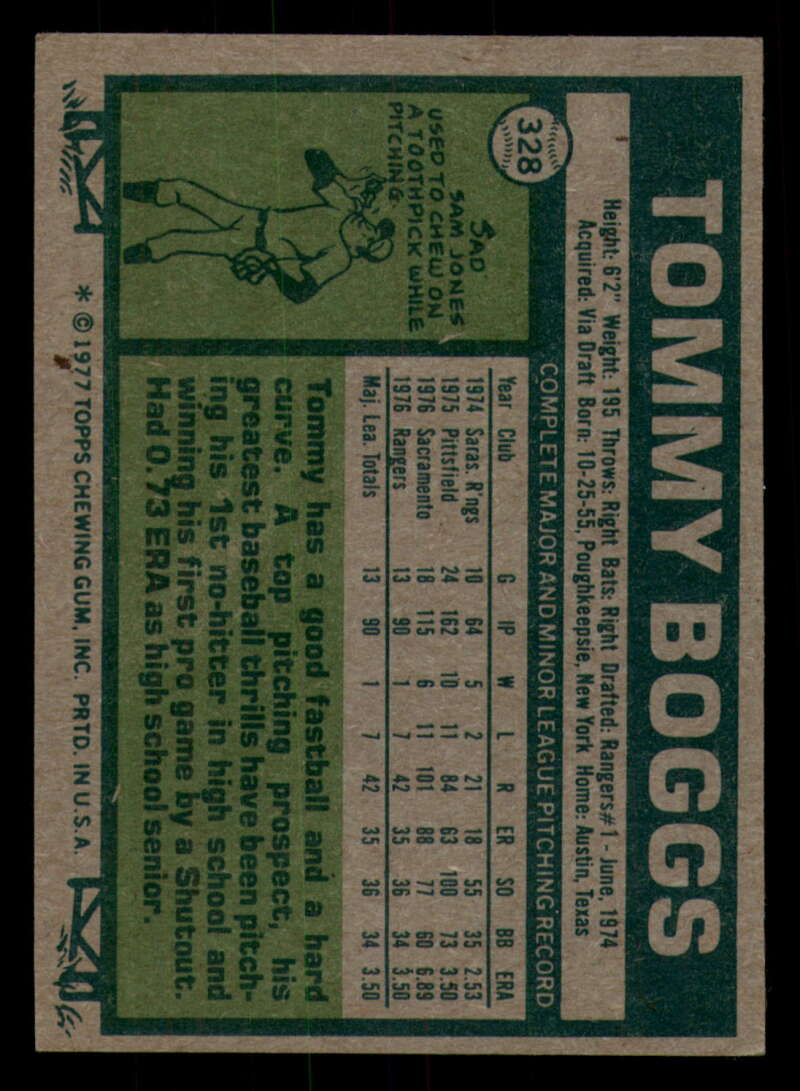 TOMMY BOGGS
328
Height: 6'2" Weight: 195 Throws: Right Bats: Right Drafted: Rangers #1 - June, 1974
Acquired: Via Draft Born: 10-25-55, Poughkeepsie, New York Home: Austin, Texas
COMPLETE MAJOR AND MINOR LEAGUE PITCHING RECORD
Year Club G IP W L R ER SO BB ERA
1974 Saras. R'ngs 10 64 5 2 21 18 55 35 2.53
1975 Pittsfield 24 162 10 11 84 63 100 73 3.50
1976 Sacramento 18 115 6 11 101 88 77 60 6.89
1976 Rangers 13 90 1 7 42 35 36 34 3.50
Maj. Lea. Totals 13 90 1 7 42 35 36 34 3.50
SAD
SAM JONES
USED TO CHEW ON
A TOOTHPICK WHILE
PITCHING
Tommy has a good fastball and a hard
curve. A top pitching prospect, his
greatest baseball thrills have been pitch-
ing his 1st no-hitter in high school and
winning his first pro game by a Shutout.
Had 0.73 ERA as high school senior.
* © 1977 TOPPS CHEWING GUM, INC. PRTD. IN U.S.A.